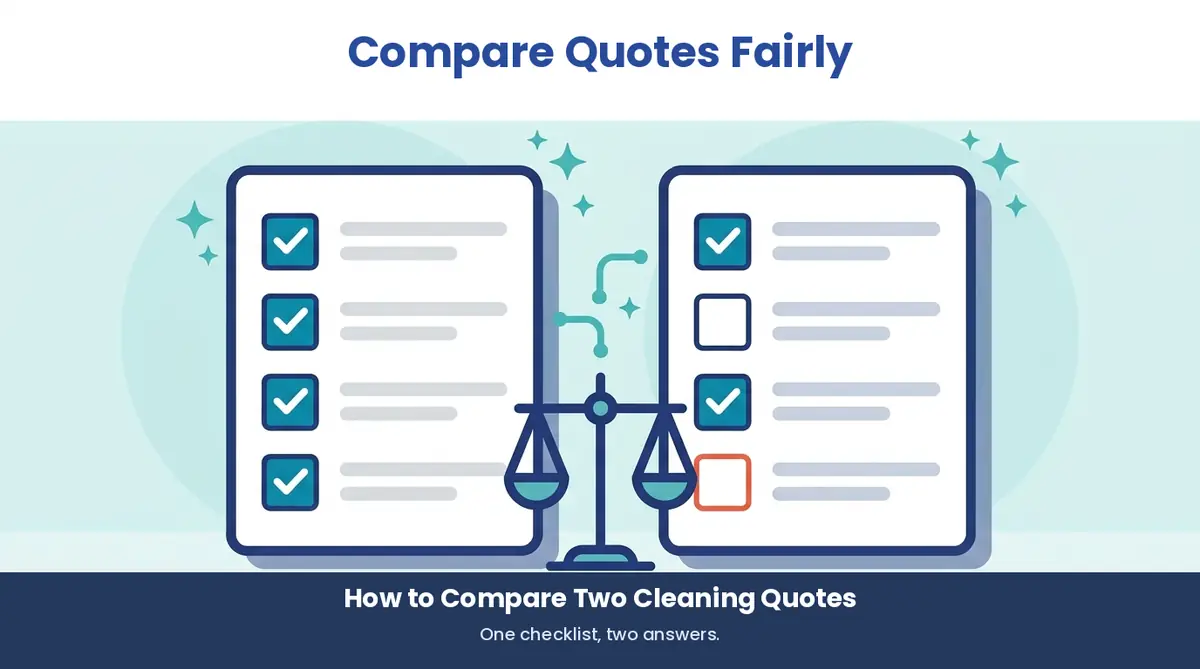 Compare Quotes Fairly
How to Compare Two Cleaning Quotes
One checklist, two answers.